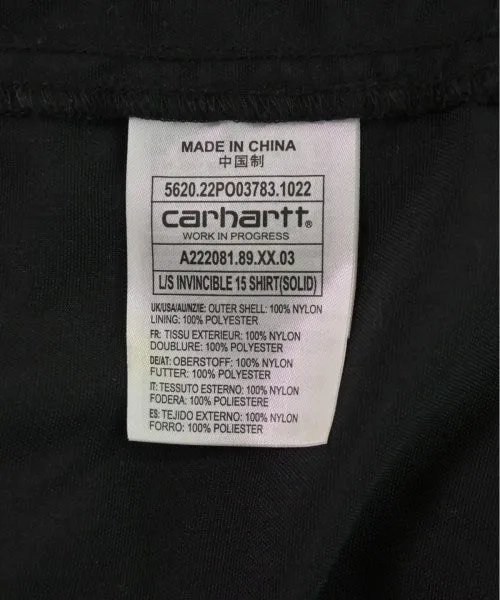 MADE IN CHINA
中国制
5620.22PO03783.1022
carhartt®
WORK IN PROGRESS
A222081.89.XX.03
L/S INVINCIBLE 15 SHIRT(SOLID)
UK/USA/AU/NZ/IE: OUTER SHELL: 100% NYLON
LINING: 100% POLYESTER
FR: TISSU EXTERIEUR: 100% NYLON
DOUBLURE: 100% POLYESTER
DE/AT: OBERSTOFF: 100% NYLON
FUTTER: 100% POLYESTER
IT: TESSUTO ESTERNO: 100% NYLON
FODERA: 100% POLIESTERE
ES: TEJIDO EXTERNO: 100% NYLON
FORRO: 100% POLIESTER